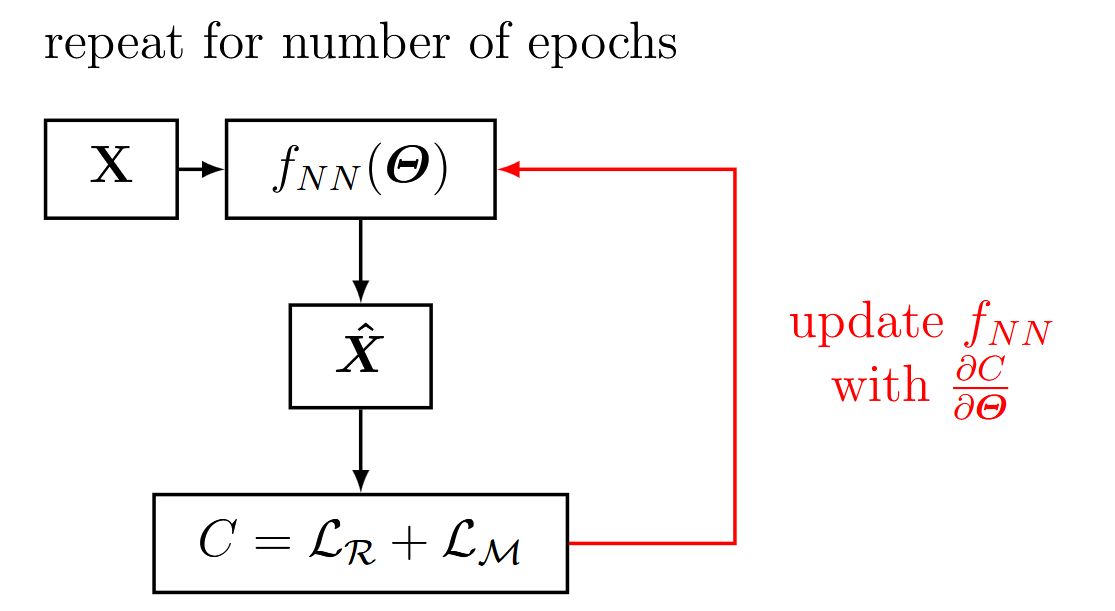 repeat for number of epochs
𝐗
f_{NN}(𝜣)
𝑿̂
C = ℒ_ℛ + ℒ_ℳ
update f_{NN}
with ∂C/∂𝜣